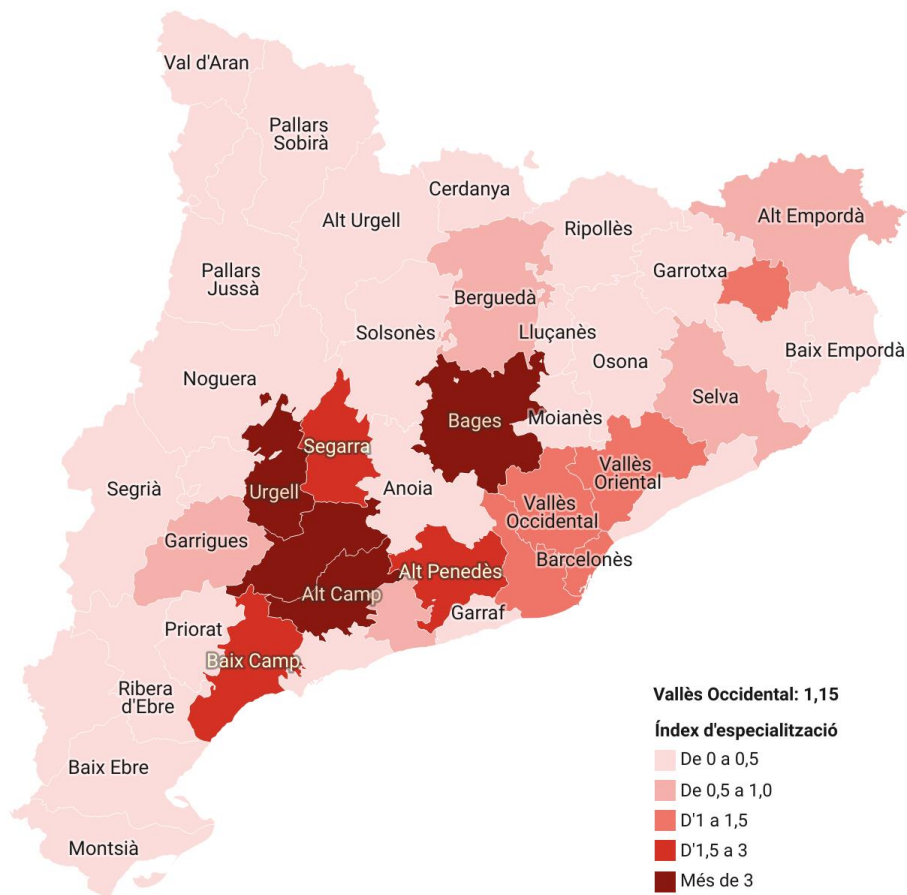 Val d'Aran
Pallars
Sobirà
Cerdanya
Alt Urgell
Ripollès
Alt Empordà
Garrotxa
Pallars
Jussà
Berguedà
Solsonès
Lluçanès
Osona
Baix Empordà
Noguera
Selva
Moianès
Bages
Segarra
Vallès
Oriental
Segrià
Urgell
Anoia
Vallès
Occidental
Garrigues
Barcelonès
Alt Penedès
Alt Camp
Garraf
Priorat
Baix Camp
Ribera
d'Ebre
Baix Ebre
Montsià
Vallès Occidental: 1,15
Índex d'especialització
De 0 a 0,5
De 0,5 a 1,0
D'1 a 1,5
D'1,5 a 3
Més de 3